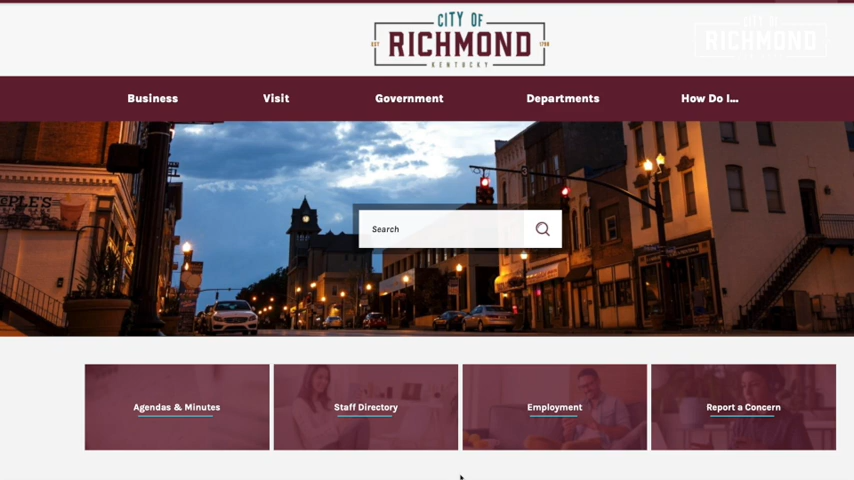 CITY OF
EST RICHMOND 1798
KENTUCKY
CITY OF
RICHMOND
Business Visit Government Departments How Do I...
PLE'S
Search
Agendas & Minutes Staff Directory Employment Report a Concern